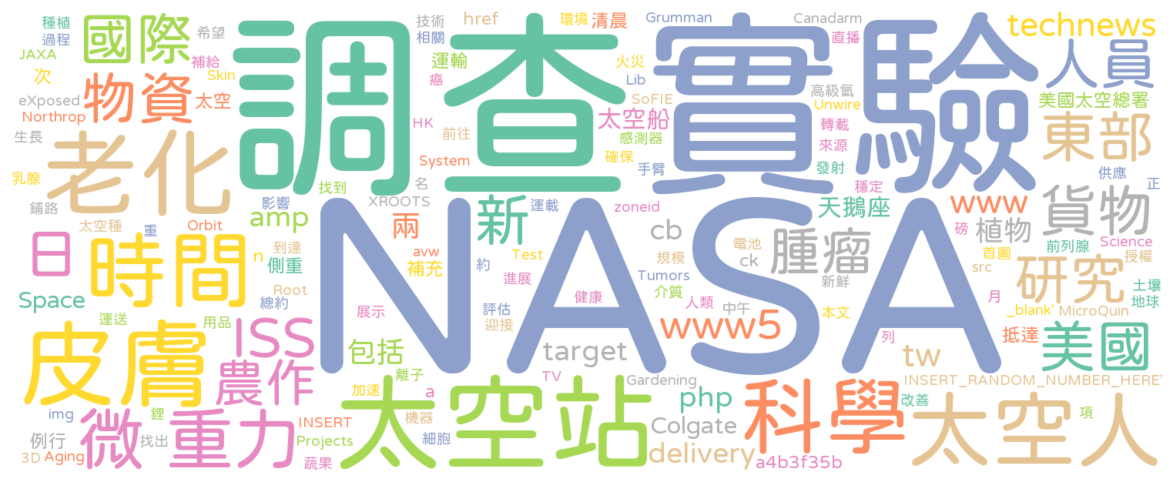 調查
實驗
NASA
太空站
科學
太空人
皮膚
時間
老化
微重力
物資
國際
日
ISS
農作
新
兩
包括
amp
腫瘤
cb
ck
天鵝座
植物
www
www5
貨物
東部
人員
technews
美國太空總署
研究
美國
抵達
tw
php
target
delivery
Colgate
a4b3f35b
INSERT_RANDOM_NUMBER_HERE'
種植
過程
JAXA
次
補給
希望
Skin
太空
eXposed
Northrop
生長
乳腺
鋪路
太空種
重
Orbit
影響
找到
名
技術
相關
href
環境
清晨
運輸
癌
HK
火災
Lib
SoFIE
太空船
感測器
前往
System
確保
手臂
XROOTS
運載
zoneid
avw
補充
約
Test
進展
介質
規模
Tumors
電池
健康
人類
中午
評估
迎接
展示
離子
加速
a
TV
機器
細胞
INSERT
Projects
蔬果
鋰
找出
例行
3D
Aging
img
Space
運送
用品
總約
Root
側重
到達
n
Grumman
Canadarm
直播
高級氫
Unwire
轉載
來源
發射
穩定
磅
首圖
src
新鮮
本文
月
列
_blank'
MicroQuin
前列腺
Science
授權
土壤
地球
供應
正
Gardening
改善
項